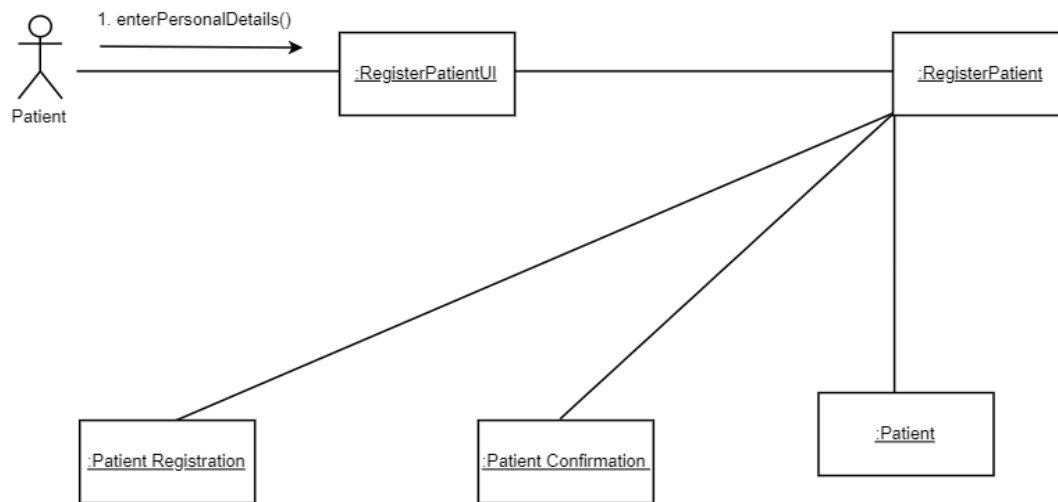 1. enterPersonalDetails()
:RegisterPatientUI
:RegisterPatient
Patient
:Patient Registration
:Patient Confirmation
:Patient